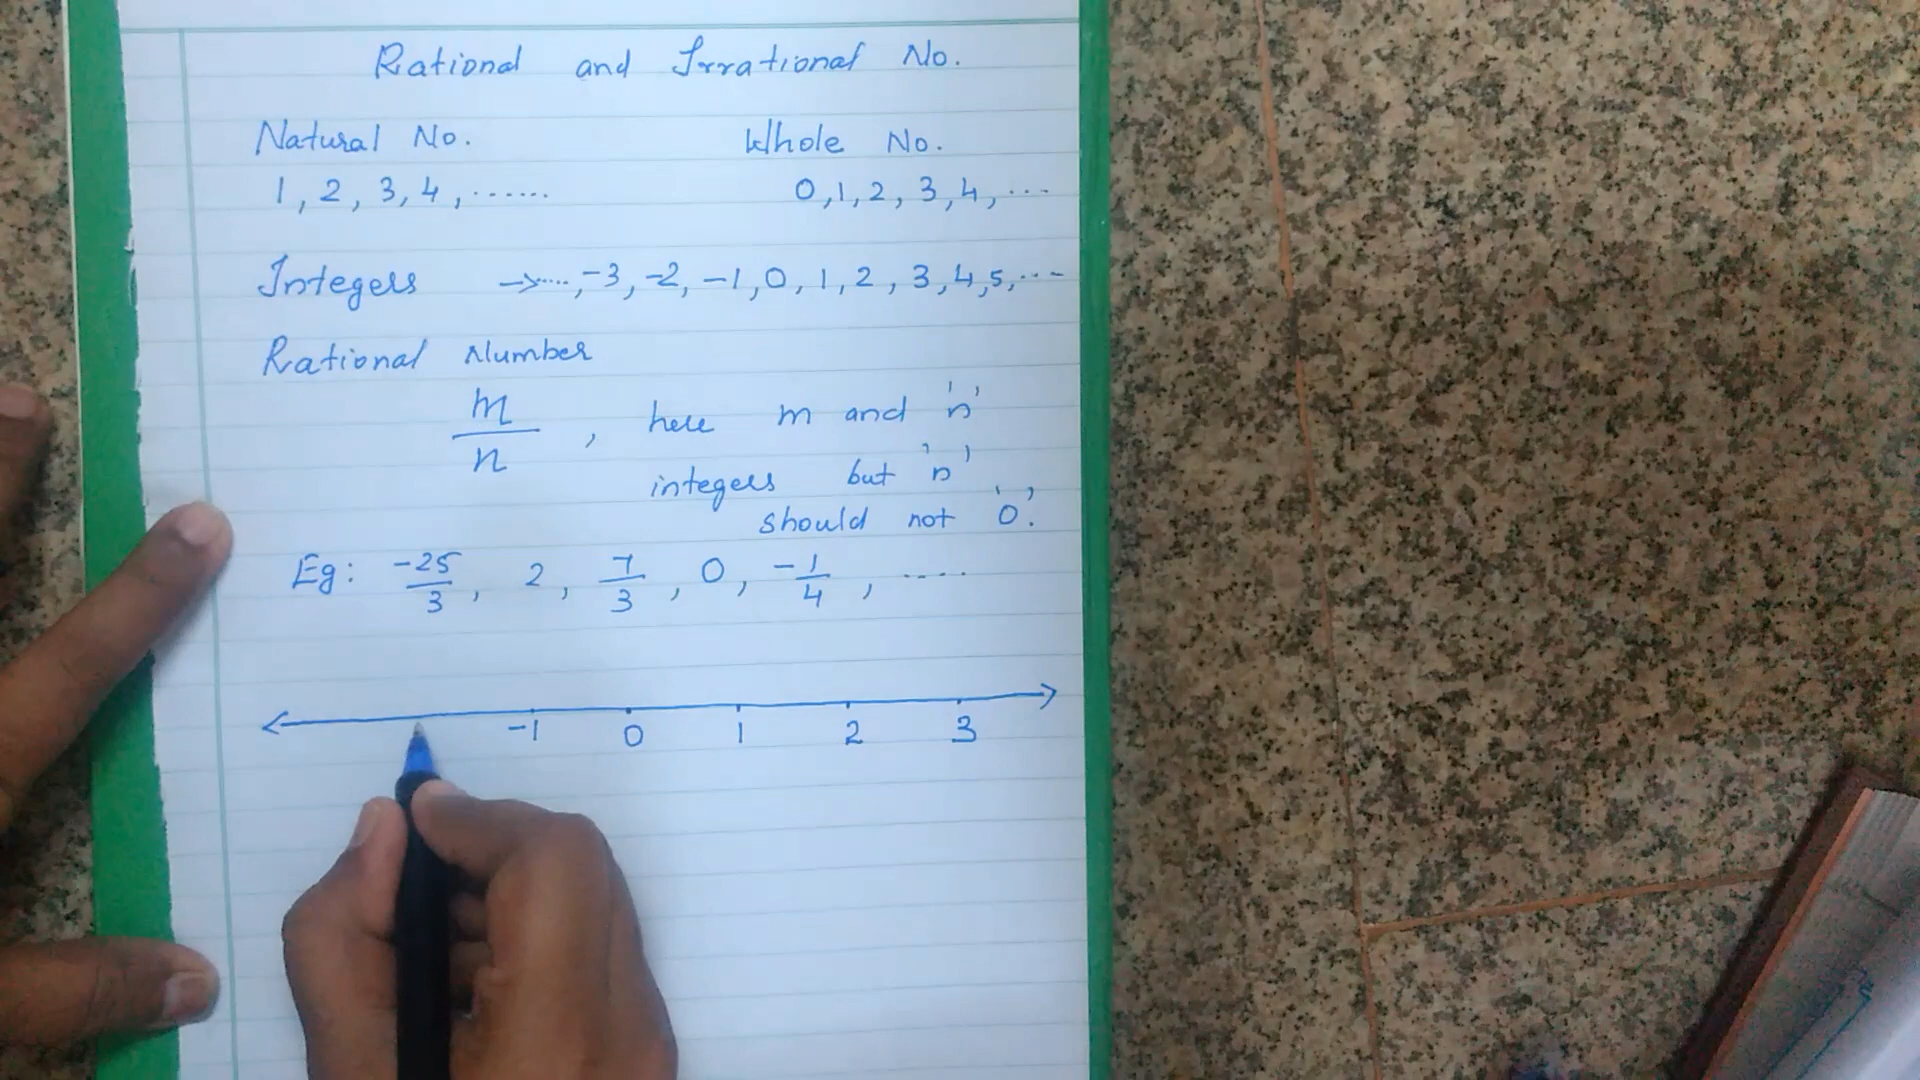 Rational and Irrational No.
Natural No. Whole No.
1, 2, 3, 4, ...... 0, 1, 2, 3, 4, ...
Integers →...., -3, -2, -1, 0, 1, 2, 3, 4, 5, ...
Rational Number
m/n, here m and 'n'
integers but 'n'
should not '0'.
Eg: -25/3, 2, 7/3, 0, -1/4, ....
-1 0 1 2 3